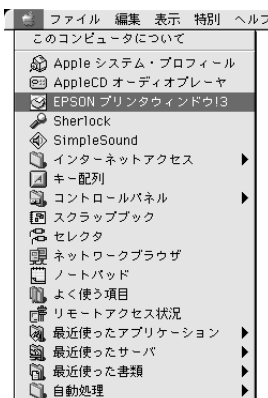 ファイル 編集 表示 特別 ヘルプ
このコンピュータについて
Apple システム・プロフィール
AppleCD オーディオプレーヤ
EPSON プリンタウィンドウ!3
Sherlock
SimpleSound
インターネットアクセス
キー配列
コントロールパネル
スクラップブック
セレクタ
ネットワークブラウザ
ノートパッド
よく使う項目
リモートアクセス状況
最近使ったアプリケーション
最近使ったサーバ
最近使った書類
自動処理